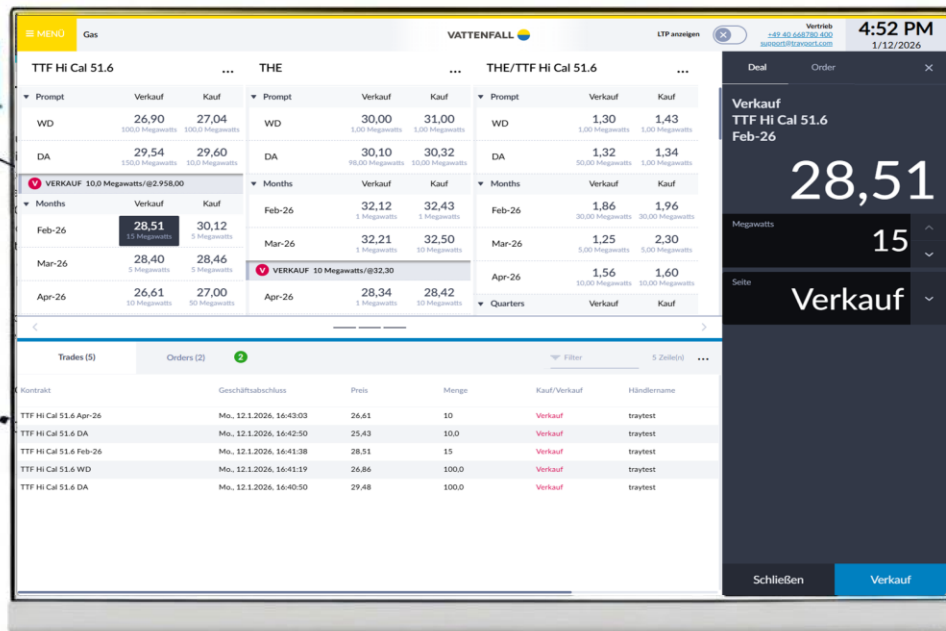 ≡ MENÜ Gas VATTENFALL LTP anzeigen Vertrieb
+49 40 668780 400
support@trayport.com
4:52 PM
1/12/2026
TTF Hi Cal 51.6 ...
Prompt Verkauf Kauf
WD 26,90 27,04
100,0 Megawatts 100,0 Megawatts
DA 29,54 29,60
150,0 Megawatts 10,0 Megawatts
V VERKAUF 10,0 Megawatts/@2.958,00
Months Verkauf Kauf
Feb-26 28,51 30,12
15 Megawatts 5 Megawatts
Mar-26 28,40 28,46
5 Megawatts 5 Megawatts
Apr-26 26,61 27,00
10 Megawatts 50 Megawatts
THE ...
Prompt Verkauf Kauf
WD 30,00 31,00
1,00 Megawatts 1,00 Megawatts
DA 30,10 30,32
98,00 Megawatts 10,00 Megawatts
Months Verkauf Kauf
Feb-26 32,12 32,43
1 Megawatts 1 Megawatts
Mar-26 32,21 32,50
1 Megawatts 10 Megawatts
V VERKAUF 10 Megawatts/@32,30
Apr-26 28,34 28,42
1 Megawatts 10 Megawatts
THE/TTF Hi Cal 51.6 ...
Prompt Verkauf Kauf
WD 1,30 1,43
1,00 Megawatts 1,00 Megawatts
DA 1,32 1,34
50,00 Megawatts 1,00 Megawatts
Months Verkauf Kauf
Feb-26 1,86 1,96
30,00 Megawatts 30,00 Megawatts
Mar-26 1,25 2,30
5,00 Megawatts 5,00 Megawatts
Apr-26 1,56 1,60
10,00 Megawatts 10,00 Megawatts
Quarters Verkauf Kauf
Deal Order
Verkauf
TTF Hi Cal 51.6
Feb-26
28,51
Megawatts
15
Seite
Verkauf
Schließen Verkauf
Trades (5) Orders (2) 2 Filter 5 Zeile(n) ...
Kontrakt Geschäftsabschluss Preis Menge Kauf/Verkauf Händlername
TTF Hi Cal 51.6 Apr-26 Mo., 12.1.2026, 16:43:03 26,61 10 Verkauf traytest
TTF Hi Cal 51.6 DA Mo., 12.1.2026, 16:42:50 25,43 10,0 Verkauf traytest
TTF Hi Cal 51.6 Feb-26 Mo., 12.1.2026, 16:41:38 28,51 15 Verkauf traytest
TTF Hi Cal 51.6 WD Mo., 12.1.2026, 16:41:19 26,86 100,0 Verkauf traytest
TTF Hi Cal 51.6 DA Mo., 12.1.2026, 16:40:50 29,48 100,0 Verkauf traytest